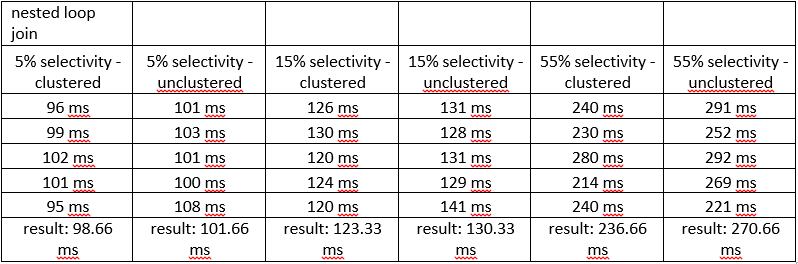 nested loop
join
5% selectivity -
clustered
5% selectivity -
unclustered
15% selectivity -
clustered
15% selectivity -
unclustered
55% selectivity -
clustered
55% selectivity -
unclustered
96 ms
101 ms
126 ms
131 ms
240 ms
291 ms
99 ms
103 ms
130 ms
128 ms
230 ms
252 ms
102 ms
101 ms
120 ms
131 ms
280 ms
292 ms
101 ms
100 ms
124 ms
129 ms
214 ms
269 ms
95 ms
108 ms
120 ms
141 ms
240 ms
221 ms
result: 98.66
ms
result: 101.66
ms
result: 123.33
ms
result: 130.33
ms
result: 236.66
ms
result: 270.66
ms